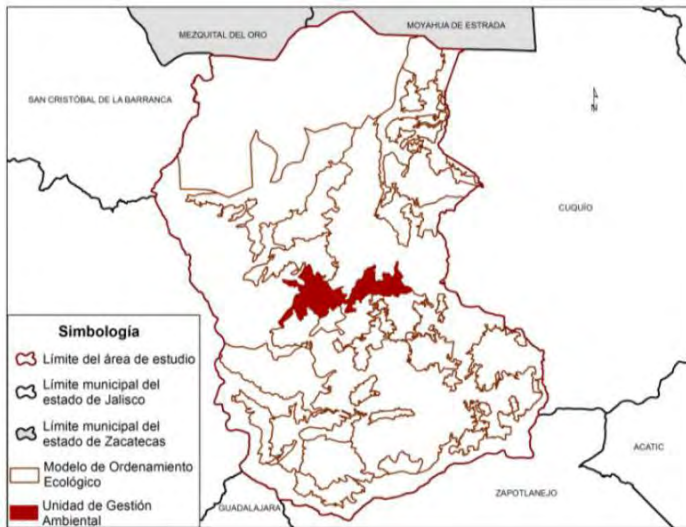 MEZQUITAL DEL ORO
MOYAHUA DE ESTRADA
SAN CRISTÓBAL DE LA BARRANCA
CUQUÍO
Simbología
Límite del área de estudio
Límite municipal del
estado de Jalisco
Límite municipal del
estado de Zacatecas
Modelo de Ordenamiento
Ecológico
Unidad de Gestión
Ambiental
GUADALAJARA
ZAPOTLANEJO
ACATIC